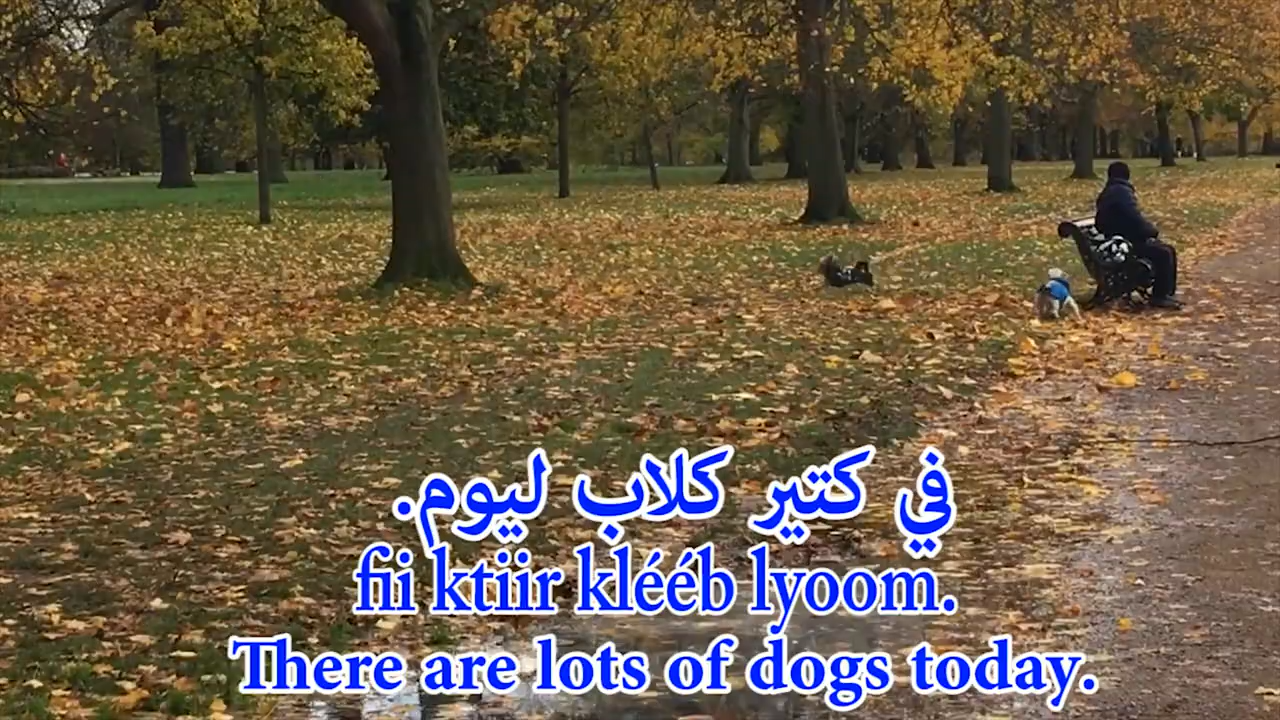 في كتير كلاب ليوم.
fii ktiir klééb lyoom.
There are lots of dogs today.